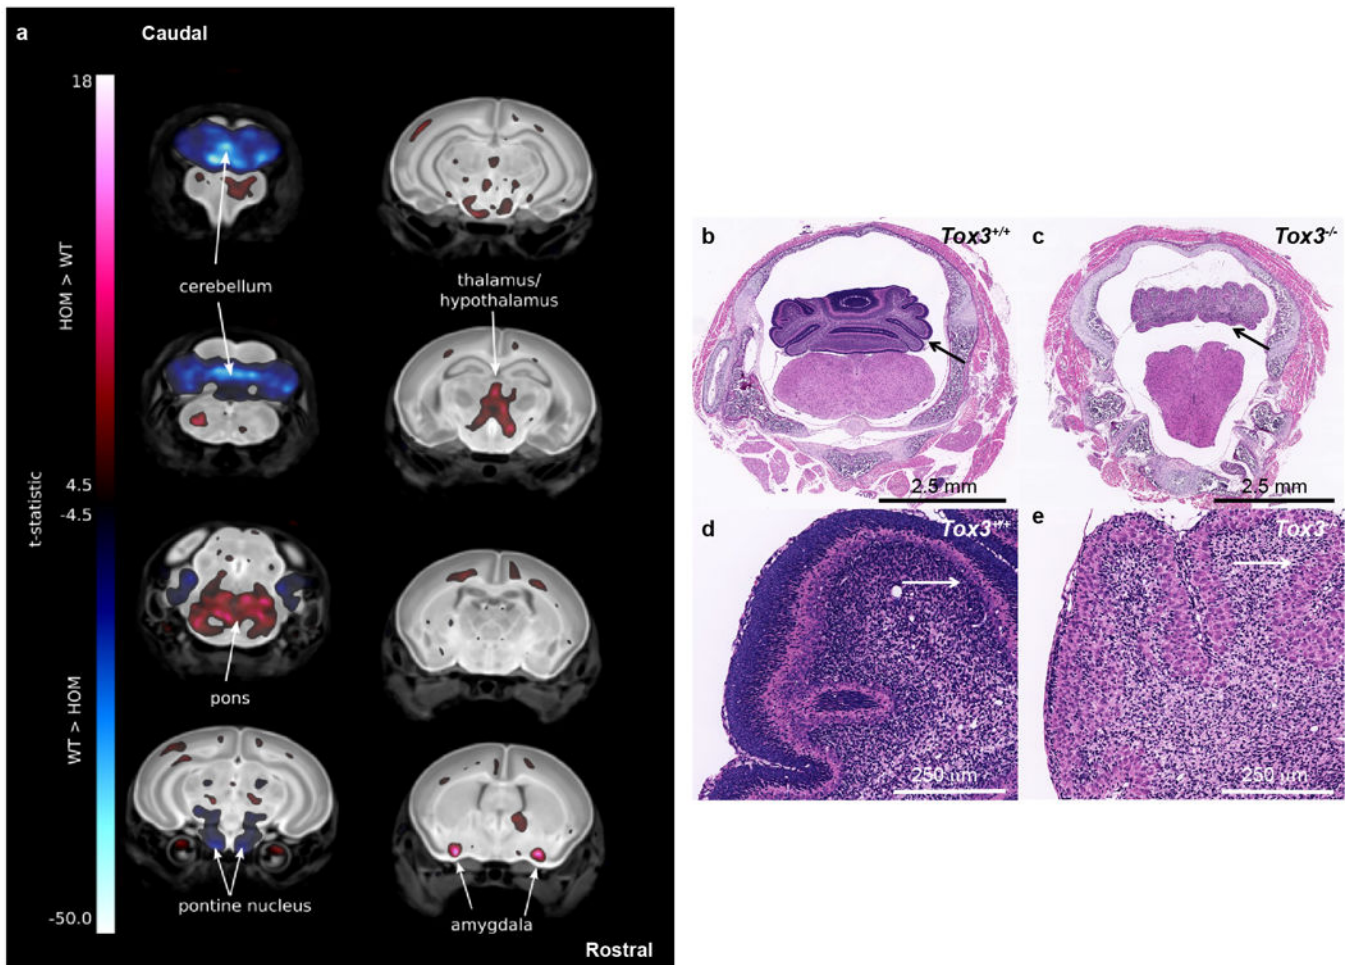 a
Caudal
18
HOM > WT
4.5
-4.5
t-statistic
WT > HOM
-50.0
cerebellum
thalamus/
hypothalamus
pons
pontine nucleus
amygdala
Rostral
b
Tox3+/+
2.5 mm
c
Tox3-/-
2.5 mm
d
Tox3+/+
250 µm
e
Tox3-
250 µm